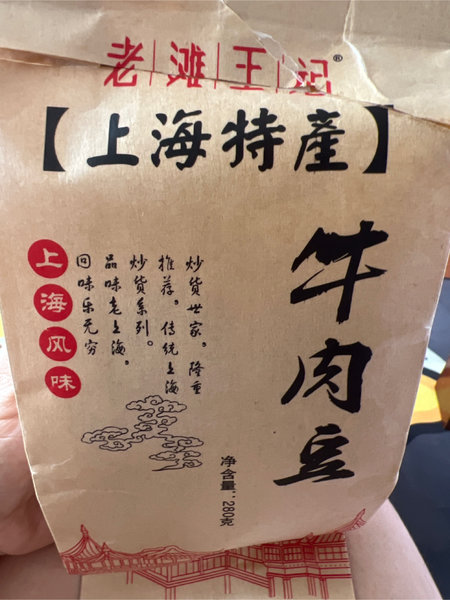 老滩王记®
【上海特產】
牛肉豆
炒货世家，隆重
推荐，传统上海
炒货系列。
品味老上海，
回味乐无穷
上海风味
净含量：280克